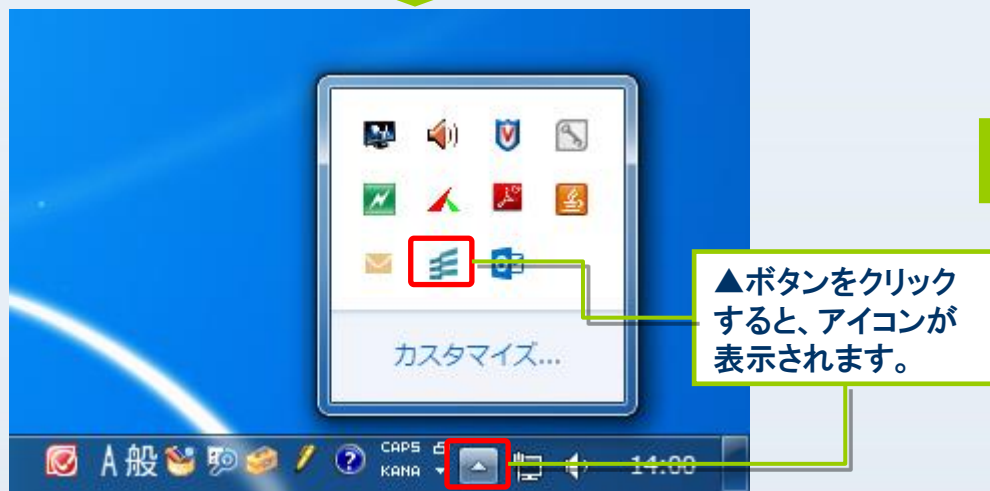 ▲ボタンをクリック
すると、アイコンが
表示されます。
カスタマイズ...
A 般
CAPS
KANA
14:00